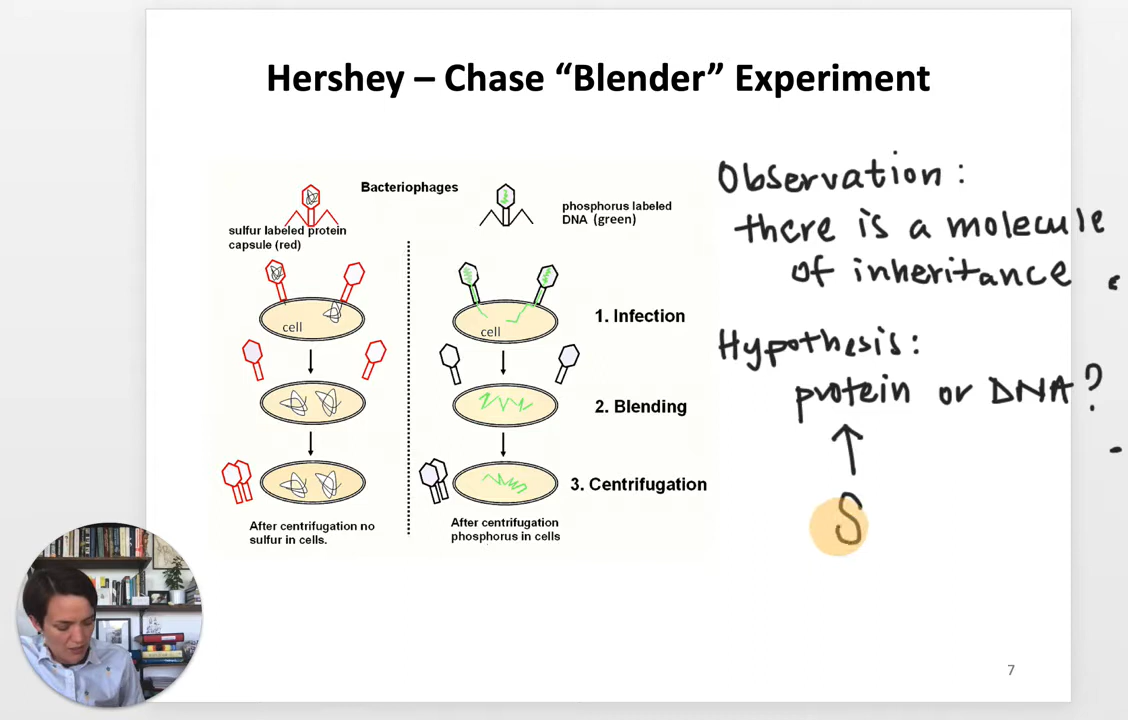 Hershey – Chase “Blender” Experiment
Bacteriophages
sulfur labeled protein
capsule (red)
phosphorus labeled
DNA (green)
cell
cell
1. Infection
2. Blending
3. Centrifugation
After centrifugation no
sulfur in cells.
After centrifugation
phosphorus in cells
Observation:
there is a molecule
of inheritance
Hypothesis:
protein or DNA?
S
7